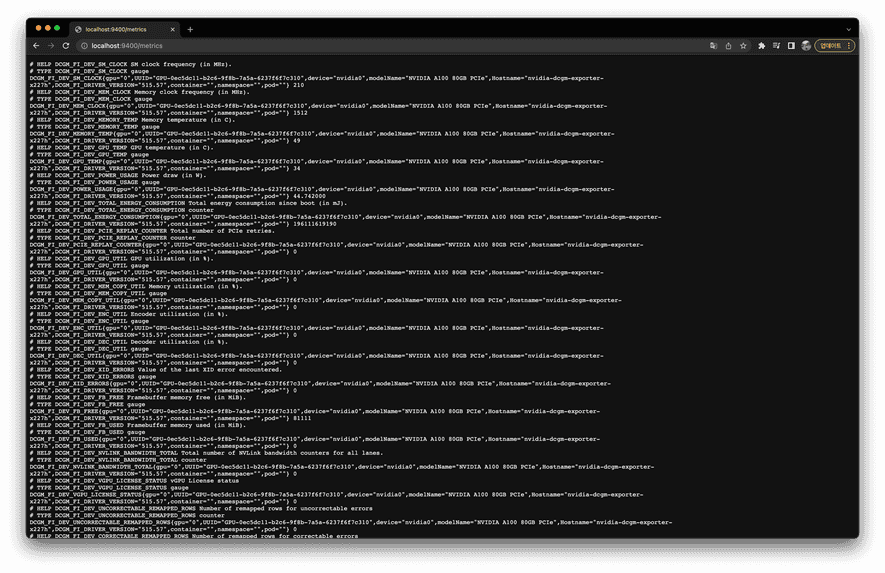 localhost:9400/metrics
localhost:9400/metrics
업데이트
# HELP DCGM_FI_DEV_SM_CLOCK SM clock frequency (in MHz).
# TYPE DCGM_FI_DEV_SM_CLOCK gauge
DCGM_FI_DEV_SM_CLOCK{gpu="0",UUID="GPU-0ec5dc11-b2c6-9f8b-7a5a-6237f6f7c310",device="nvidia0",modelName="NVIDIA A100 80GB PCIe",Hostname="nvidia-dcgm-exporter-
x227h",DCGM_FI_DRIVER_VERSION="515.57",container="",namespace="",pod=""} 210
# HELP DCGM_FI_DEV_MEM_CLOCK Memory clock frequency (in MHz).
# TYPE DCGM_FI_DEV_MEM_CLOCK gauge
DCGM_FI_DEV_MEM_CLOCK{gpu="0",UUID="GPU-0ec5dc11-b2c6-9f8b-7a5a-6237f6f7c310",device="nvidia0",modelName="NVIDIA A100 80GB PCIe",Hostname="nvidia-dcgm-exporter-
x227h",DCGM_FI_DRIVER_VERSION="515.57",container="",namespace="",pod=""} 1512
# HELP DCGM_FI_DEV_MEMORY_TEMP Memory temperature (in C).
# TYPE DCGM_FI_DEV_MEMORY_TEMP gauge
DCGM_FI_DEV_MEMORY_TEMP{gpu="0",UUID="GPU-0ec5dc11-b2c6-9f8b-7a5a-6237f6f7c310",device="nvidia0",modelName="NVIDIA A100 80GB PCIe",Hostname="nvidia-dcgm-exporter-
x227h",DCGM_FI_DRIVER_VERSION="515.57",container="",namespace="",pod=""} 49
# HELP DCGM_FI_DEV_GPU_TEMP GPU temperature (in C).
# TYPE DCGM_FI_DEV_GPU_TEMP gauge
DCGM_FI_DEV_GPU_TEMP{gpu="0",UUID="GPU-0ec5dc11-b2c6-9f8b-7a5a-6237f6f7c310",device="nvidia0",modelName="NVIDIA A100 80GB PCIe",Hostname="nvidia-dcgm-exporter-
x227h",DCGM_FI_DRIVER_VERSION="515.57",container="",namespace="",pod=""} 34
# HELP DCGM_FI_DEV_POWER_USAGE Power draw (in W).
# TYPE DCGM_FI_DEV_POWER_USAGE gauge
DCGM_FI_DEV_POWER_USAGE{gpu="0",UUID="GPU-0ec5dc11-b2c6-9f8b-7a5a-6237f6f7c310",device="nvidia0",modelName="NVIDIA A100 80GB PCIe",Hostname="nvidia-dcgm-exporter-
x227h",DCGM_FI_DRIVER_VERSION="515.57",container="",namespace="",pod=""} 44.742000
# HELP DCGM_FI_DEV_TOTAL_ENERGY_CONSUMPTION Total energy consumption since boot (in mJ).
# TYPE DCGM_FI_DEV_TOTAL_ENERGY_CONSUMPTION counter
DCGM_FI_DEV_TOTAL_ENERGY_CONSUMPTION{gpu="0",UUID="GPU-0ec5dc11-b2c6-9f8b-7a5a-6237f6f7c310",device="nvidia0",modelName="NVIDIA A100 80GB PCIe",Hostname="nvidia-dcgm-exporter-
x227h",DCGM_FI_DRIVER_VERSION="515.57",container="",namespace="",pod=""} 196111619190
# HELP DCGM_FI_DEV_PCIE_REPLAY_COUNTER Total number of PCIe retries.
# TYPE DCGM_FI_DEV_PCIE_REPLAY_COUNTER counter
DCGM_FI_DEV_PCIE_REPLAY_COUNTER{gpu="0",UUID="GPU-0ec5dc11-b2c6-9f8b-7a5a-6237f6f7c310",device="nvidia0",modelName="NVIDIA A100 80GB PCIe",Hostname="nvidia-dcgm-exporter-
x227h",DCGM_FI_DRIVER_VERSION="515.57",container="",namespace="",pod=""} 0
# HELP DCGM_FI_DEV_GPU_UTIL GPU utilization (in %).
# TYPE DCGM_FI_DEV_GPU_UTIL gauge
DCGM_FI_DEV_GPU_UTIL{gpu="0",UUID="GPU-0ec5dc11-b2c6-9f8b-7a5a-6237f6f7c310",device="nvidia0",modelName="NVIDIA A100 80GB PCIe",Hostname="nvidia-dcgm-exporter-
x227h",DCGM_FI_DRIVER_VERSION="515.57",container="",namespace="",pod=""} 0
# HELP DCGM_FI_DEV_MEM_COPY_UTIL Memory utilization (in %).
# TYPE DCGM_FI_DEV_MEM_COPY_UTIL gauge
DCGM_FI_DEV_MEM_COPY_UTIL{gpu="0",UUID="GPU-0ec5dc11-b2c6-9f8b-7a5a-6237f6f7c310",device="nvidia0",modelName="NVIDIA A100 80GB PCIe",Hostname="nvidia-dcgm-exporter-
x227h",DCGM_FI_DRIVER_VERSION="515.57",container="",namespace="",pod=""} 0
# HELP DCGM_FI_DEV_ENC_UTIL Encoder utilization (in %).
# TYPE DCGM_FI_DEV_ENC_UTIL gauge
DCGM_FI_DEV_ENC_UTIL{gpu="0",UUID="GPU-0ec5dc11-b2c6-9f8b-7a5a-6237f6f7c310",device="nvidia0",modelName="NVIDIA A100 80GB PCIe",Hostname="nvidia-dcgm-exporter-
x227h",DCGM_FI_DRIVER_VERSION="515.57",container="",namespace="",pod=""} 0
# HELP DCGM_FI_DEV_DEC_UTIL Decoder utilization (in %).
# TYPE DCGM_FI_DEV_DEC_UTIL gauge
DCGM_FI_DEV_DEC_UTIL{gpu="0",UUID="GPU-0ec5dc11-b2c6-9f8b-7a5a-6237f6f7c310",device="nvidia0",modelName="NVIDIA A100 80GB PCIe",Hostname="nvidia-dcgm-exporter-
x227h",DCGM_FI_DRIVER_VERSION="515.57",container="",namespace="",pod=""} 0
# HELP DCGM_FI_DEV_XID_ERRORS Value of the last XID error encountered.
# TYPE DCGM_FI_DEV_XID_ERRORS gauge
DCGM_FI_DEV_XID_ERRORS{gpu="0",UUID="GPU-0ec5dc11-b2c6-9f8b-7a5a-6237f6f7c310",device="nvidia0",modelName="NVIDIA A100 80GB PCIe",Hostname="nvidia-dcgm-exporter-
x227h",DCGM_FI_DRIVER_VERSION="515.57",container="",namespace="",pod=""} 0
# HELP DCGM_FI_DEV_FB_FREE Framebuffer memory free (in MiB).
# TYPE DCGM_FI_DEV_FB_FREE gauge
DCGM_FI_DEV_FB_FREE{gpu="0",UUID="GPU-0ec5dc11-b2c6-9f8b-7a5a-6237f6f7c310",device="nvidia0",modelName="NVIDIA A100 80GB PCIe",Hostname="nvidia-dcgm-exporter-
x227h",DCGM_FI_DRIVER_VERSION="515.57",container="",namespace="",pod=""} 81111
# HELP DCGM_FI_DEV_FB_USED Framebuffer memory used (in MiB).
# TYPE DCGM_FI_DEV_FB_USED gauge
DCGM_FI_DEV_FB_USED{gpu="0",UUID="GPU-0ec5dc11-b2c6-9f8b-7a5a-6237f6f7c310",device="nvidia0",modelName="NVIDIA A100 80GB PCIe",Hostname="nvidia-dcgm-exporter-
x227h",DCGM_FI_DRIVER_VERSION="515.57",container="",namespace="",pod=""} 0
# HELP DCGM_FI_DEV_NVLINK_BANDWIDTH_TOTAL Total number of NVLink bandwidth counters for all lanes.
# TYPE DCGM_FI_DEV_NVLINK_BANDWIDTH_TOTAL counter
DCGM_FI_DEV_NVLINK_BANDWIDTH_TOTAL{gpu="0",UUID="GPU-0ec5dc11-b2c6-9f8b-7a5a-6237f6f7c310",device="nvidia0",modelName="NVIDIA A100 80GB PCIe",Hostname="nvidia-dcgm-exporter-
x227h",DCGM_FI_DRIVER_VERSION="515.57",container="",namespace="",pod=""} 0
# HELP DCGM_FI_DEV_VGPU_LICENSE_STATUS vGPU License status
# TYPE DCGM_FI_DEV_VGPU_LICENSE_STATUS gauge
DCGM_FI_DEV_VGPU_LICENSE_STATUS{gpu="0",UUID="GPU-0ec5dc11-b2c6-9f8b-7a5a-6237f6f7c310",device="nvidia0",modelName="NVIDIA A100 80GB PCIe",Hostname="nvidia-dcgm-exporter-
x227h",DCGM_FI_DRIVER_VERSION="515.57",container="",namespace="",pod=""} 0
# HELP DCGM_FI_DEV_UNCORRECTABLE_REMAPPED_ROWS Number of remapped rows for uncorrectable errors
# TYPE DCGM_FI_DEV_UNCORRECTABLE_REMAPPED_ROWS counter
DCGM_FI_DEV_UNCORRECTABLE_REMAPPED_ROWS{gpu="0",UUID="GPU-0ec5dc11-b2c6-9f8b-7a5a-6237f6f7c310",device="nvidia0",modelName="NVIDIA A100 80GB PCIe",Hostname="nvidia-dcgm-exporter-
x227h",DCGM_FI_DRIVER_VERSION="515.57",container="",namespace="",pod=""} 0
# HELP DCGM_FI_DEV_CORRECTABLE_REMAPPED_ROWS Number of remapped rows for correctable errors